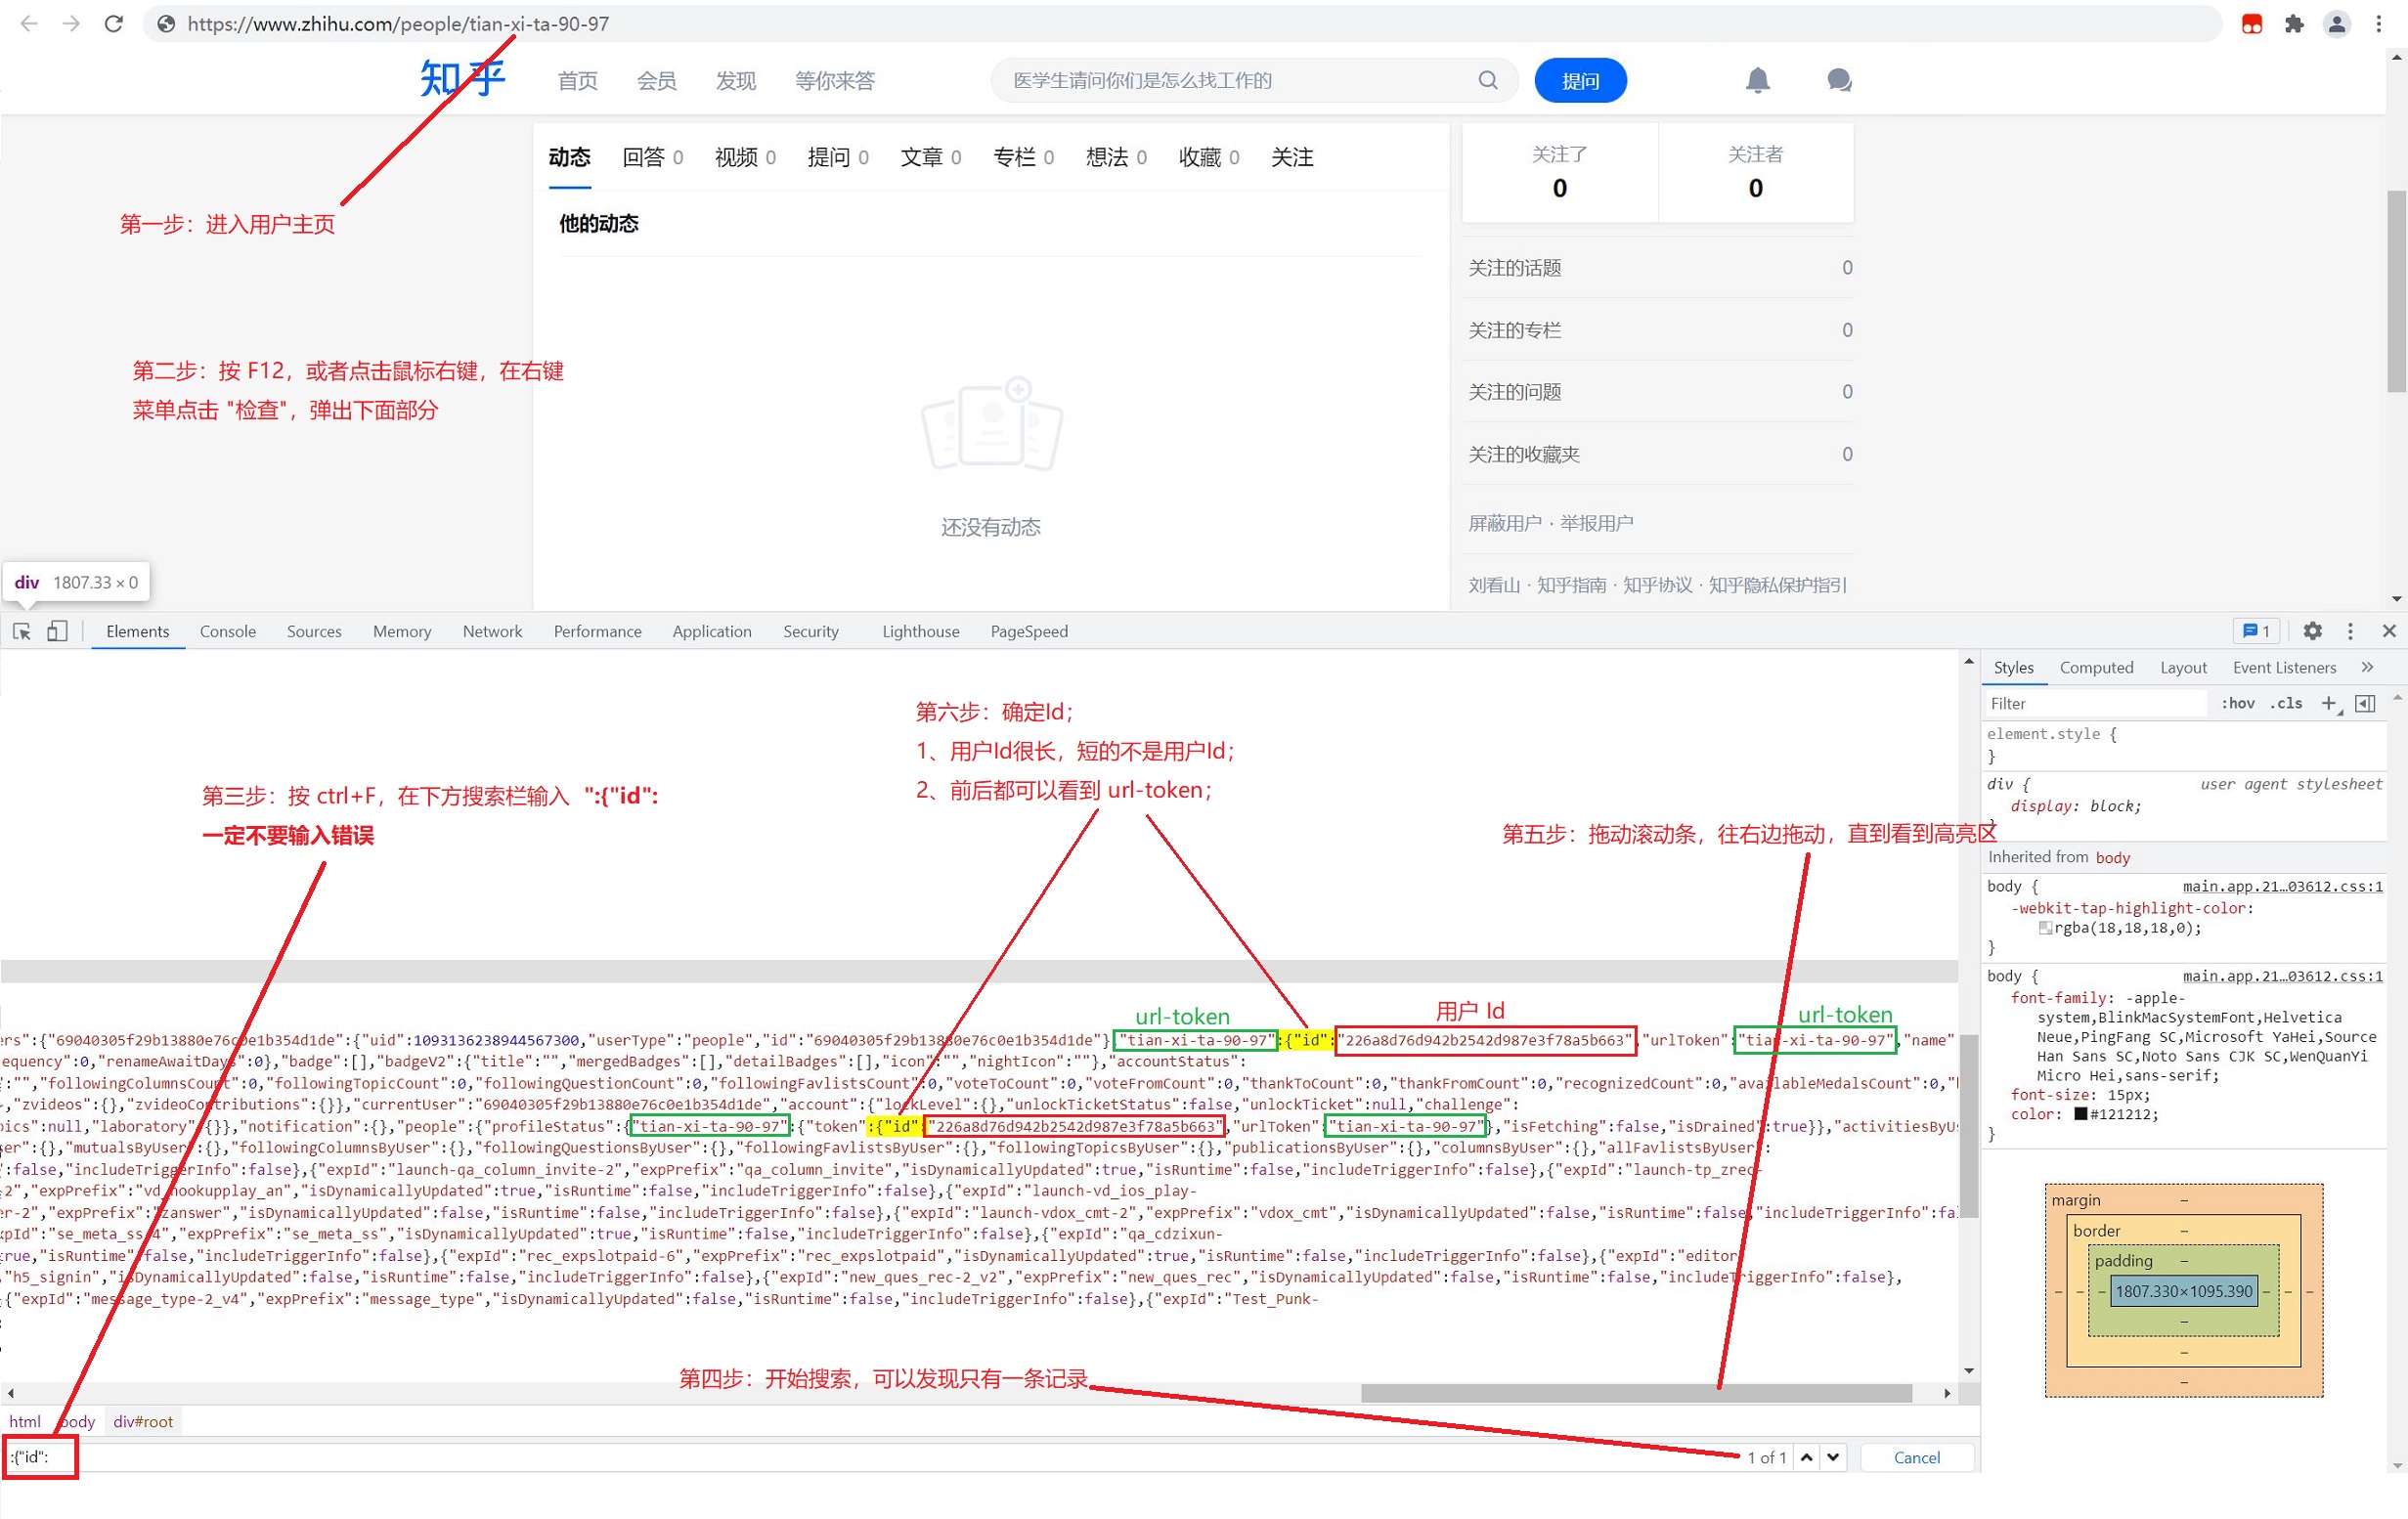 https://www.zhihu.com/people/tian-xi-ta-90-97
知乎
首页 会员 发现 等你来答
医学生请问你们是怎么找工作的
提问
动态 回答 0 视频 0 提问 0 文章 0 专栏 0 想法 0 收藏 0 关注
关注了
0
关注者
0
第一步：进入用户主页
他的动态
关注的话题 0
关注的专栏 0
第二步：按 F12，或者点击鼠标右键，在右键
菜单点击 "检查"，弹出下面部分
关注的问题 0
关注的收藏夹 0
还没有动态
屏蔽用户 · 举报用户
刘看山 · 知乎指南 · 知乎协议 · 知乎隐私保护指引
div 1807.33 × 0
Elements Console Sources Memory Network Performance Application Security Lighthouse PageSpeed
1
第六步：确定Id；
1、用户Id很长，短的不是用户Id；
2、前后都可以看到 url-token；
第三步：按 ctrl+F，在下方搜索栏输入 ":{"id":
一定不要输入错误
第五步：拖动滚动条，往右边拖动，直到看到高亮区
url-token
用户 Id
url-token
ers":{"69040305f29b13880e76c0e1b354d1de":{"uid":1093136238944567300,"userType":"people","id":"69040305f29b13880e76c0e1b354d1de"},"tian-xi-ta-90-97":{"id":"226a8d76d942b2542d987e3f78a5b663","urlToken":"tian-xi-ta-90-97","name"
equency":0,"renameAwaitDays":0},"badge":[],"badgeV2":{"title":"","mergedBadges":[],"detailBadges":[],"icon":"","nightIcon":""},"accountStatus":
:"","followingColumnsCount":0,"followingTopicCount":0,"followingQuestionCount":0,"followingFavlistsCount":0,"voteToCount":0,"voteFromCount":0,"thankToCount":0,"thankFromCount":0,"recognizedCount":0,"availableMedalsCount":0,"
,"zvideos":{},"zvideoContributions":{}},"currentUser":"69040305f29b13880e76c0e1b354d1de","account":{"lockLevel":{},"unlockTicketStatus":false,"unlockTicket":null,"challenge":
ics":null,"laboratory":{}},"notification":{},"people":{"profileStatus":{"tian-xi-ta-90-97":{"token":{"id":"226a8d76d942b2542d987e3f78a5b663","urlToken":"tian-xi-ta-90-97"},"isFetching":false,"isDrained":true}},"activitiesByUs
er":{},"mutualsByUser":{},"followingColumnsByUser":{},"followingQuestionsByUser":{},"followingFavlistsByUser":{},"followingTopicsByUser":{},"publicationsByUser":{},"columnsByUser":{},"allFavlistsByUser":
:false,"includeTriggerInfo":false},{"expId":"launch-qa_column_invite-2","expPrefix":"qa_column_invite","isDynamicallyUpdated":true,"isRuntime":false,"includeTriggerInfo":false},{"expId":"launch-tp_zrec-
-2","expPrefix":"vd_hookupplay_an","isDynamicallyUpdated":true,"isRuntime":false,"includeTriggerInfo":false},{"expId":"launch-vd_ios_play-
er-2","expPrefix":"zanswer","isDynamicallyUpdated":false,"isRuntime":false,"includeTriggerInfo":false},{"expId":"launch-vdox_cmt-2","expPrefix":"vdox_cmt","isDynamicallyUpdated":false,"isRuntime":false,"includeTriggerInfo":fal
xpId":"se_meta_ss-4","expPrefix":"se_meta_ss","isDynamicallyUpdated":true,"isRuntime":false,"includeTriggerInfo":false},{"expId":"qa_cdzixun-
rue,"isRuntime":false,"includeTriggerInfo":false},{"expId":"rec_expslotpaid-6","expPrefix":"rec_expslotpaid","isDynamicallyUpdated":true,"isRuntime":false,"includeTriggerInfo":false},{"expId":"editor
"h5_signin","isDynamicallyUpdated":false,"isRuntime":false,"includeTriggerInfo":false},{"expId":"new_ques_rec-2_v2","expPrefix":"new_ques_rec","isDynamicallyUpdated":false,"isRuntime":false,"includeTriggerInfo":false},
{"expId":"message_type-2_v4","expPrefix":"message_type","isDynamicallyUpdated":false,"isRuntime":false,"includeTriggerInfo":false},{"expId":"Test_Punk-
第四步：开始搜索，可以发现只有一条记录
html body div#root
:{"id":
1 of 1
Cancel
Styles Computed Layout Event Listeners »
Filter :hov .cls +
element.style {
}
div { user agent stylesheet
display: block;
}
Inherited from body
body { main.app.21…03612.css:1
-webkit-tap-highlight-color:
rgba(18,18,18,0);
}
body { main.app.21…03612.css:1
font-family: -apple-
system,BlinkMacSystemFont,Helvetica
Neue,PingFang SC,Microsoft YaHei,Source
Han Sans SC,Noto Sans CJK SC,WenQuanYi
Micro Hei,sans-serif;
font-size: 15px;
color: #121212;
}
margin –
border –
padding –
– – – 1807.330×1095.390 – – –
–
–
–